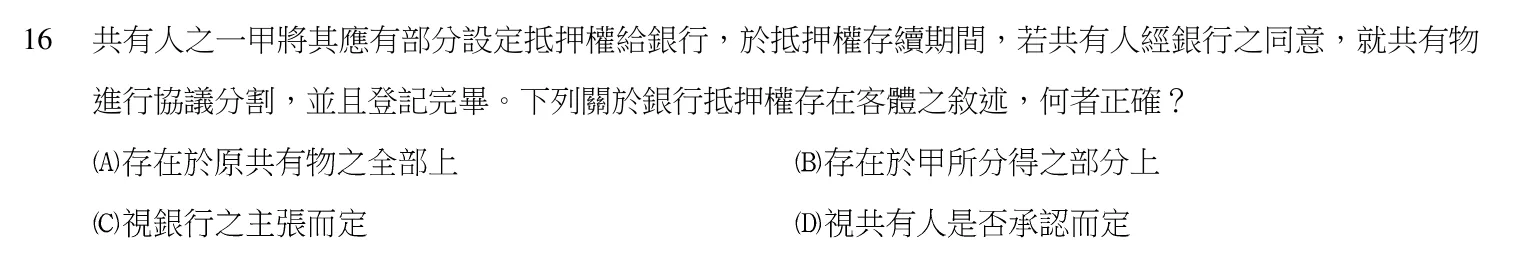 16 共有人之一甲將其應有部分設定抵押權給銀行，於抵押權存續期間，若共有人經銀行之同意，就共有物
進行協議分割，並且登記完畢。下列關於銀行抵押權存在客體之敘述，何者正確？
(A)存在於原共有物之全部上 (B)存在於甲所分得之部分上
(C)視銀行之主張而定 (D)視共有人是否承認而定